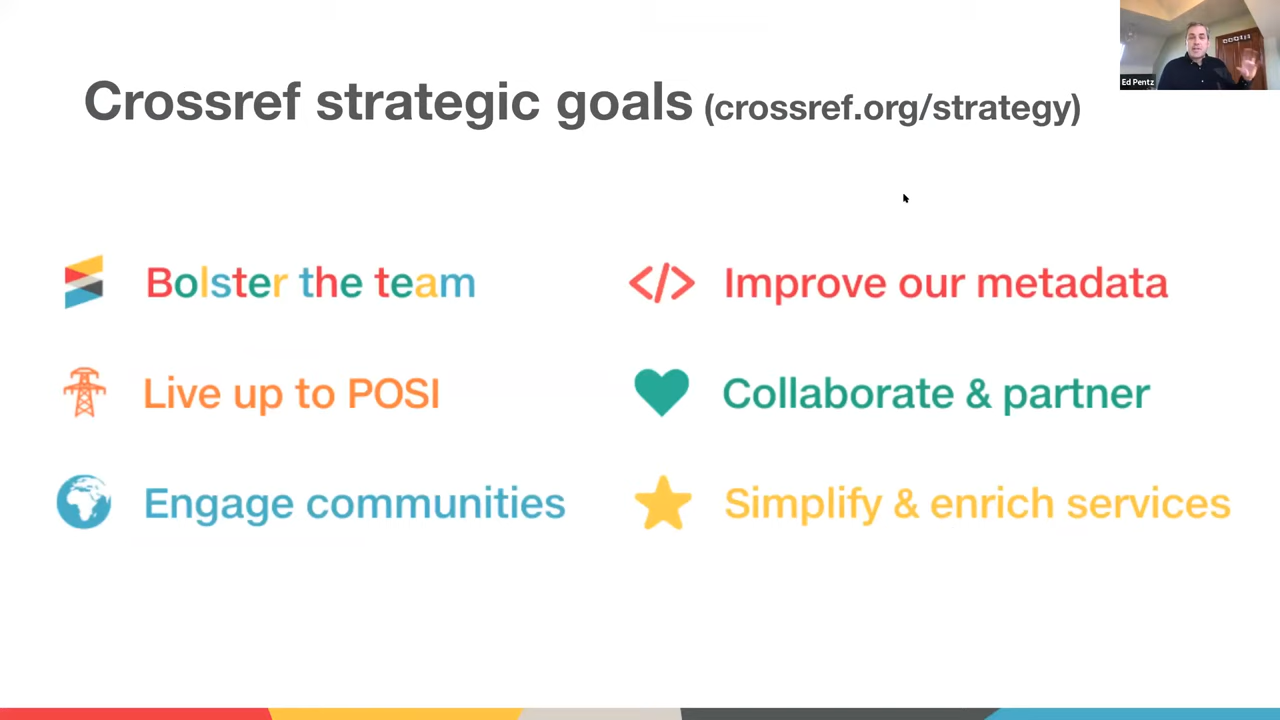 Crossref strategic goals (crossref.org/strategy)
Ed Pentz
Bolster the team
Improve our metadata
Live up to POSI
Collaborate & partner
Engage communities
Simplify & enrich services